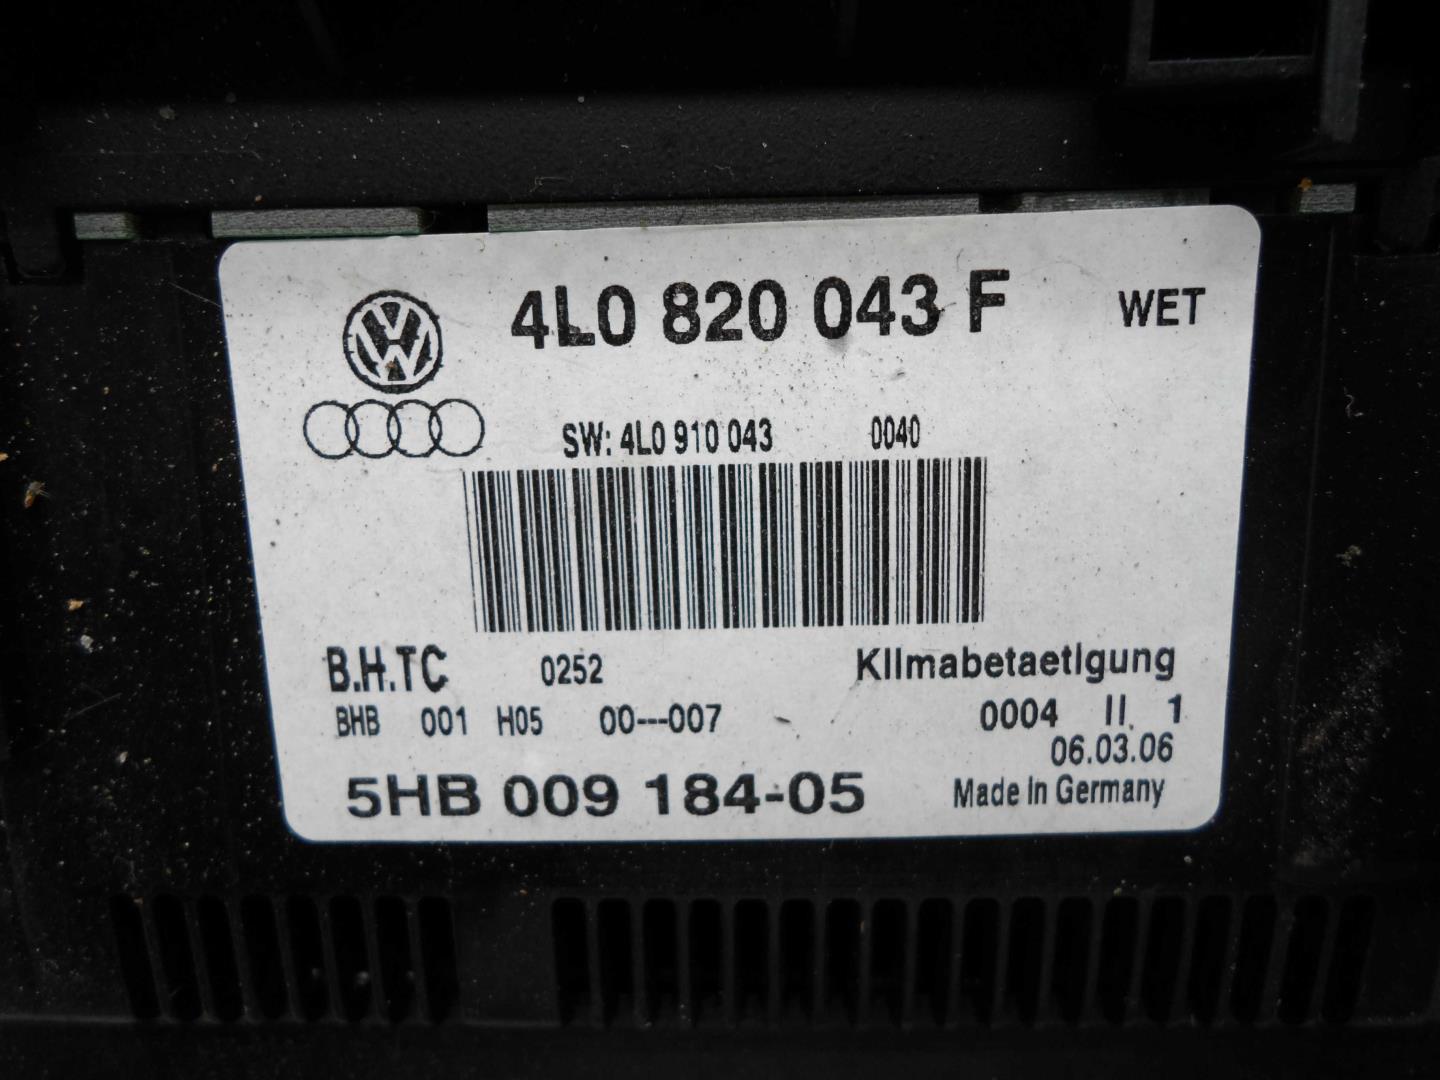 4L0 820 043 F WET
SW: 4L0 910 043 0040
B.H.TC 0252 Klimabetaetigung
BHB 001 H05 00---007 0004 II 1
06.03.06
5HB 009 184-05 Made in Germany